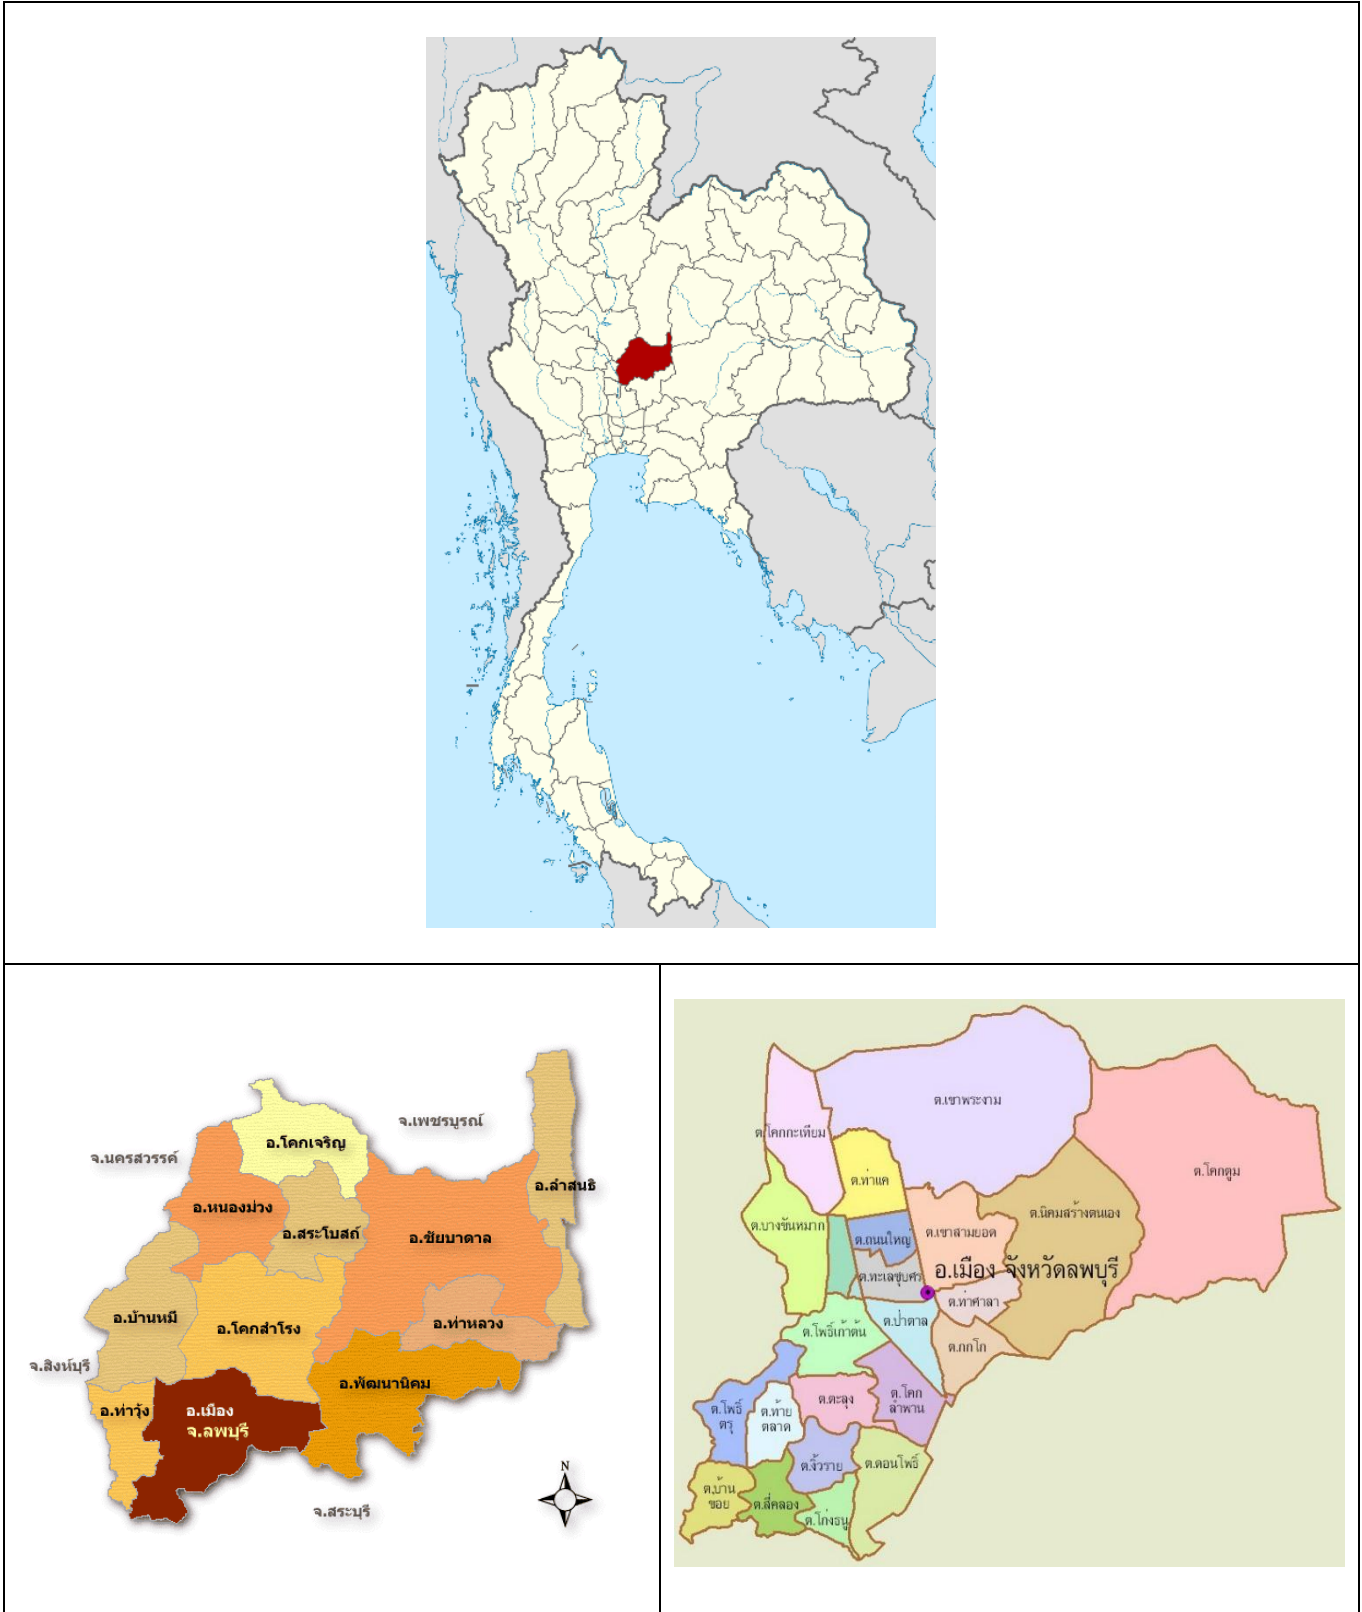 จ.เพชรบูรณ์
อ.โคกเจริญ
จ.นครสวรรค์
อ.ลำสนธิ
อ.หนองม่วง
อ.สระโบสถ์
อ.ชัยบาดาล
อ.บ้านหมี่
อ.โคกสำโรง
อ.ท่าหลวง
จ.สิงห์บุรี
อ.พัฒนานิคม
อ.ท่าวุ้ง
อ.เมือง
จ.ลพบุรี
N
จ.สระบุรี
ต.เขาพระงาม
ต.โคกกะเทียม
ต.โคกตูม
ต.ท่าแค
ต.นิคมสร้างตนเอง
ต.บางขันหมาก
ต.ถนนใหญ่
ต.เขาสามยอด
อ.เมือง จังหวัดลพบุรี
ต.ทะเลชุบศร
ต.ท่าศาลา
ต.ป่าตาล
ต.โพธิ์เก้าต้น
ต.กกโก
ต.ตะลุง
ต.โคก
ลำพาน
ต.โพธิ์
ตรุ
ต.ท้าย
ตลาด
ต.งิ้วราย
ต.ดอนโพธิ์
ต.บ้าน
ข่อย
ต.สี่คลอง
ต.โก่งธนู